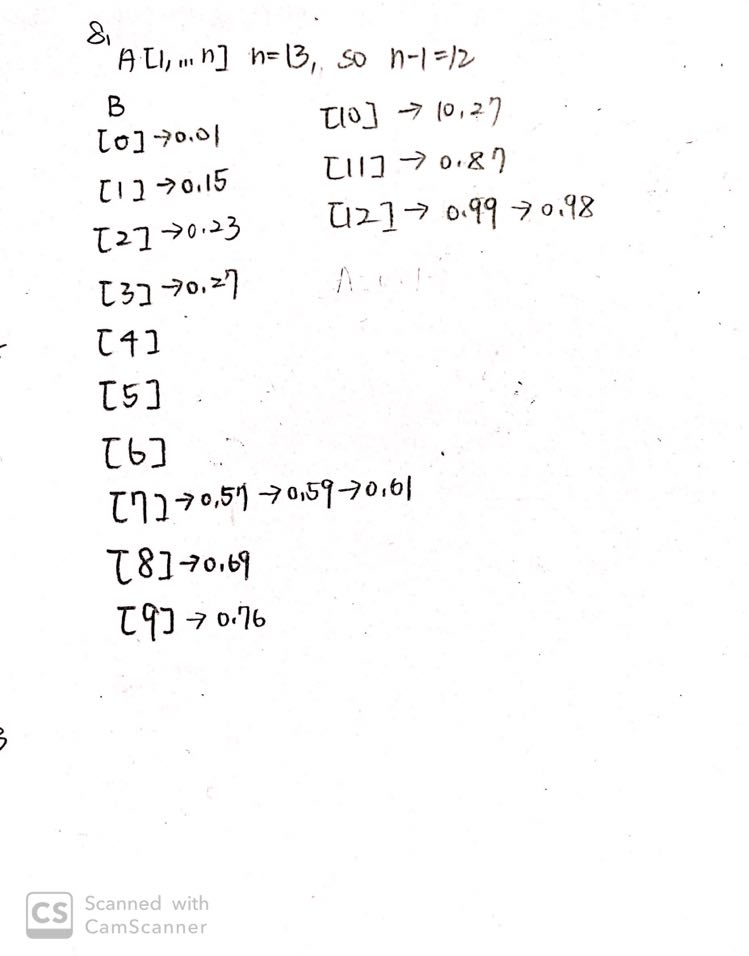 8,
A[1, ... n] n=13, so n-1=12
B
[0] → 0.01
[1] → 0.15
[2] → 0.23
[3] → 0.27
[4]
[5]
[6]
[7] → 0.57 → 0.59 → 0.61
[8] → 0.69
[9] → 0.76
[10] → 10.27
[11] → 0.87
[12] → 0.99 → 0.98
3
CS Scanned with
CamScanner